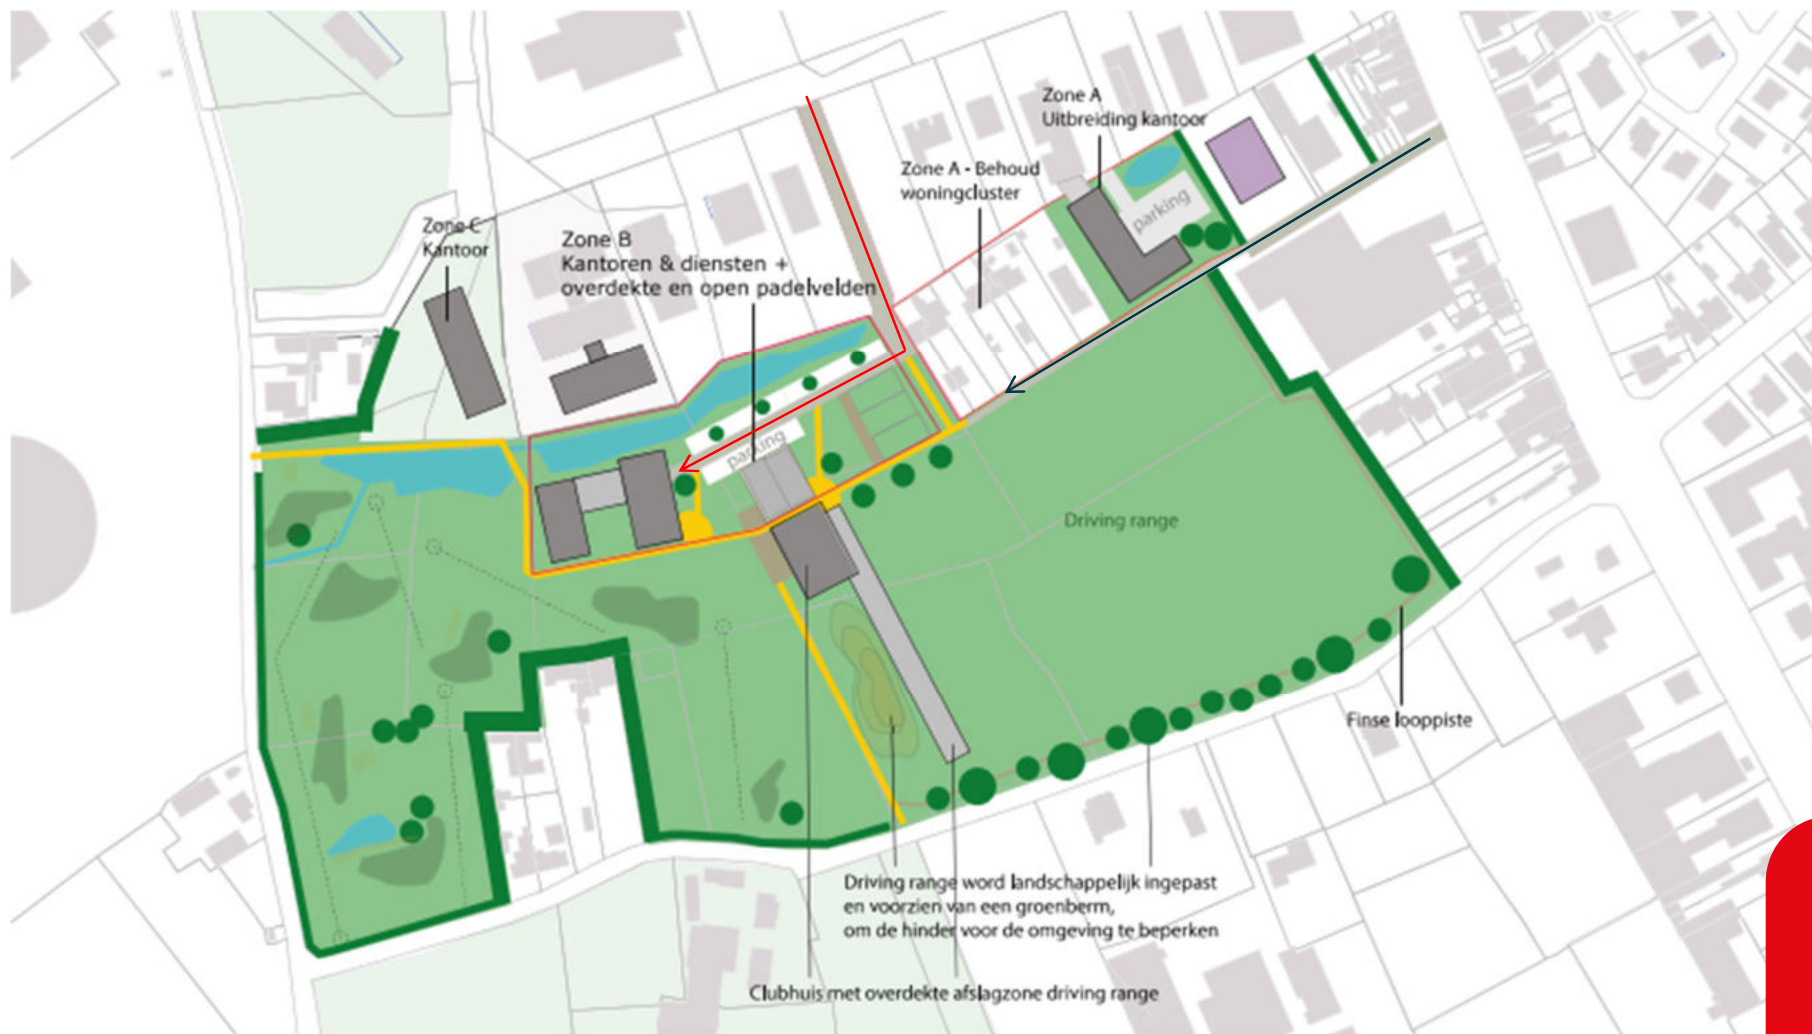 Zone A
Uitbreiding kantoor
Zone A - Behoud
woningcluster
parking
Zone C
Kantoor
Zone B
Kantoren & diensten +
overdekte en open padelvelden
parking
Driving range
Finse looppiste
Driving range word landschappelijk ingepast
en voorzien van een groenberm,
om de hinder voor de omgeving te beperken
Clubhuis met overdekte afslagzone driving range